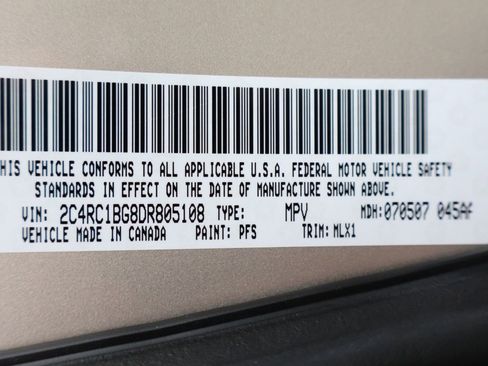 HIS VEHICLE CONFORMS TO ALL APPLICABLE U.S.A. FEDERAL MOTOR VEHICLE SAFETY
STANDARDS IN EFFECT ON THE DATE OF MANUFACTURE SHOWN ABOVE.
VIN: 2C4RC1BG8DR805108 TYPE: MPV MDH:070507 045AF
VEHICLE MADE IN CANADA PAINT: PFS TRIM: MLX1